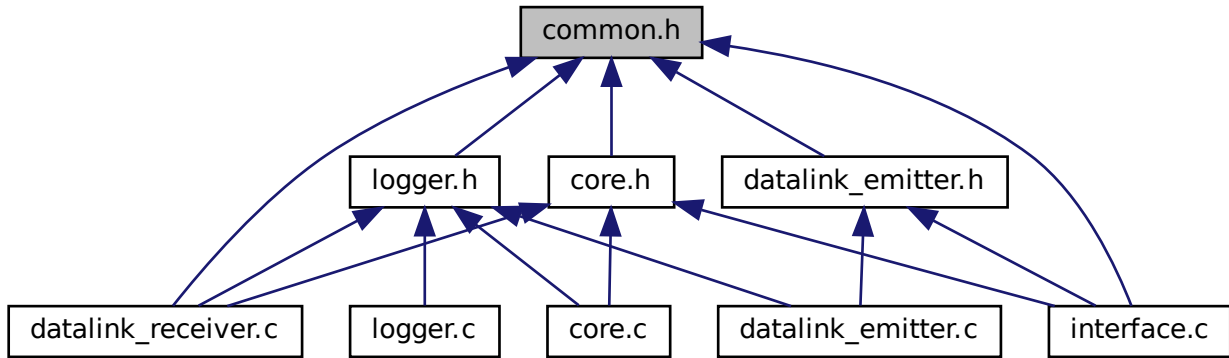 common.h
logger.h
core.h
datalink_emitter.h
datalink_receiver.c
logger.c
core.c
datalink_emitter.c
interface.c